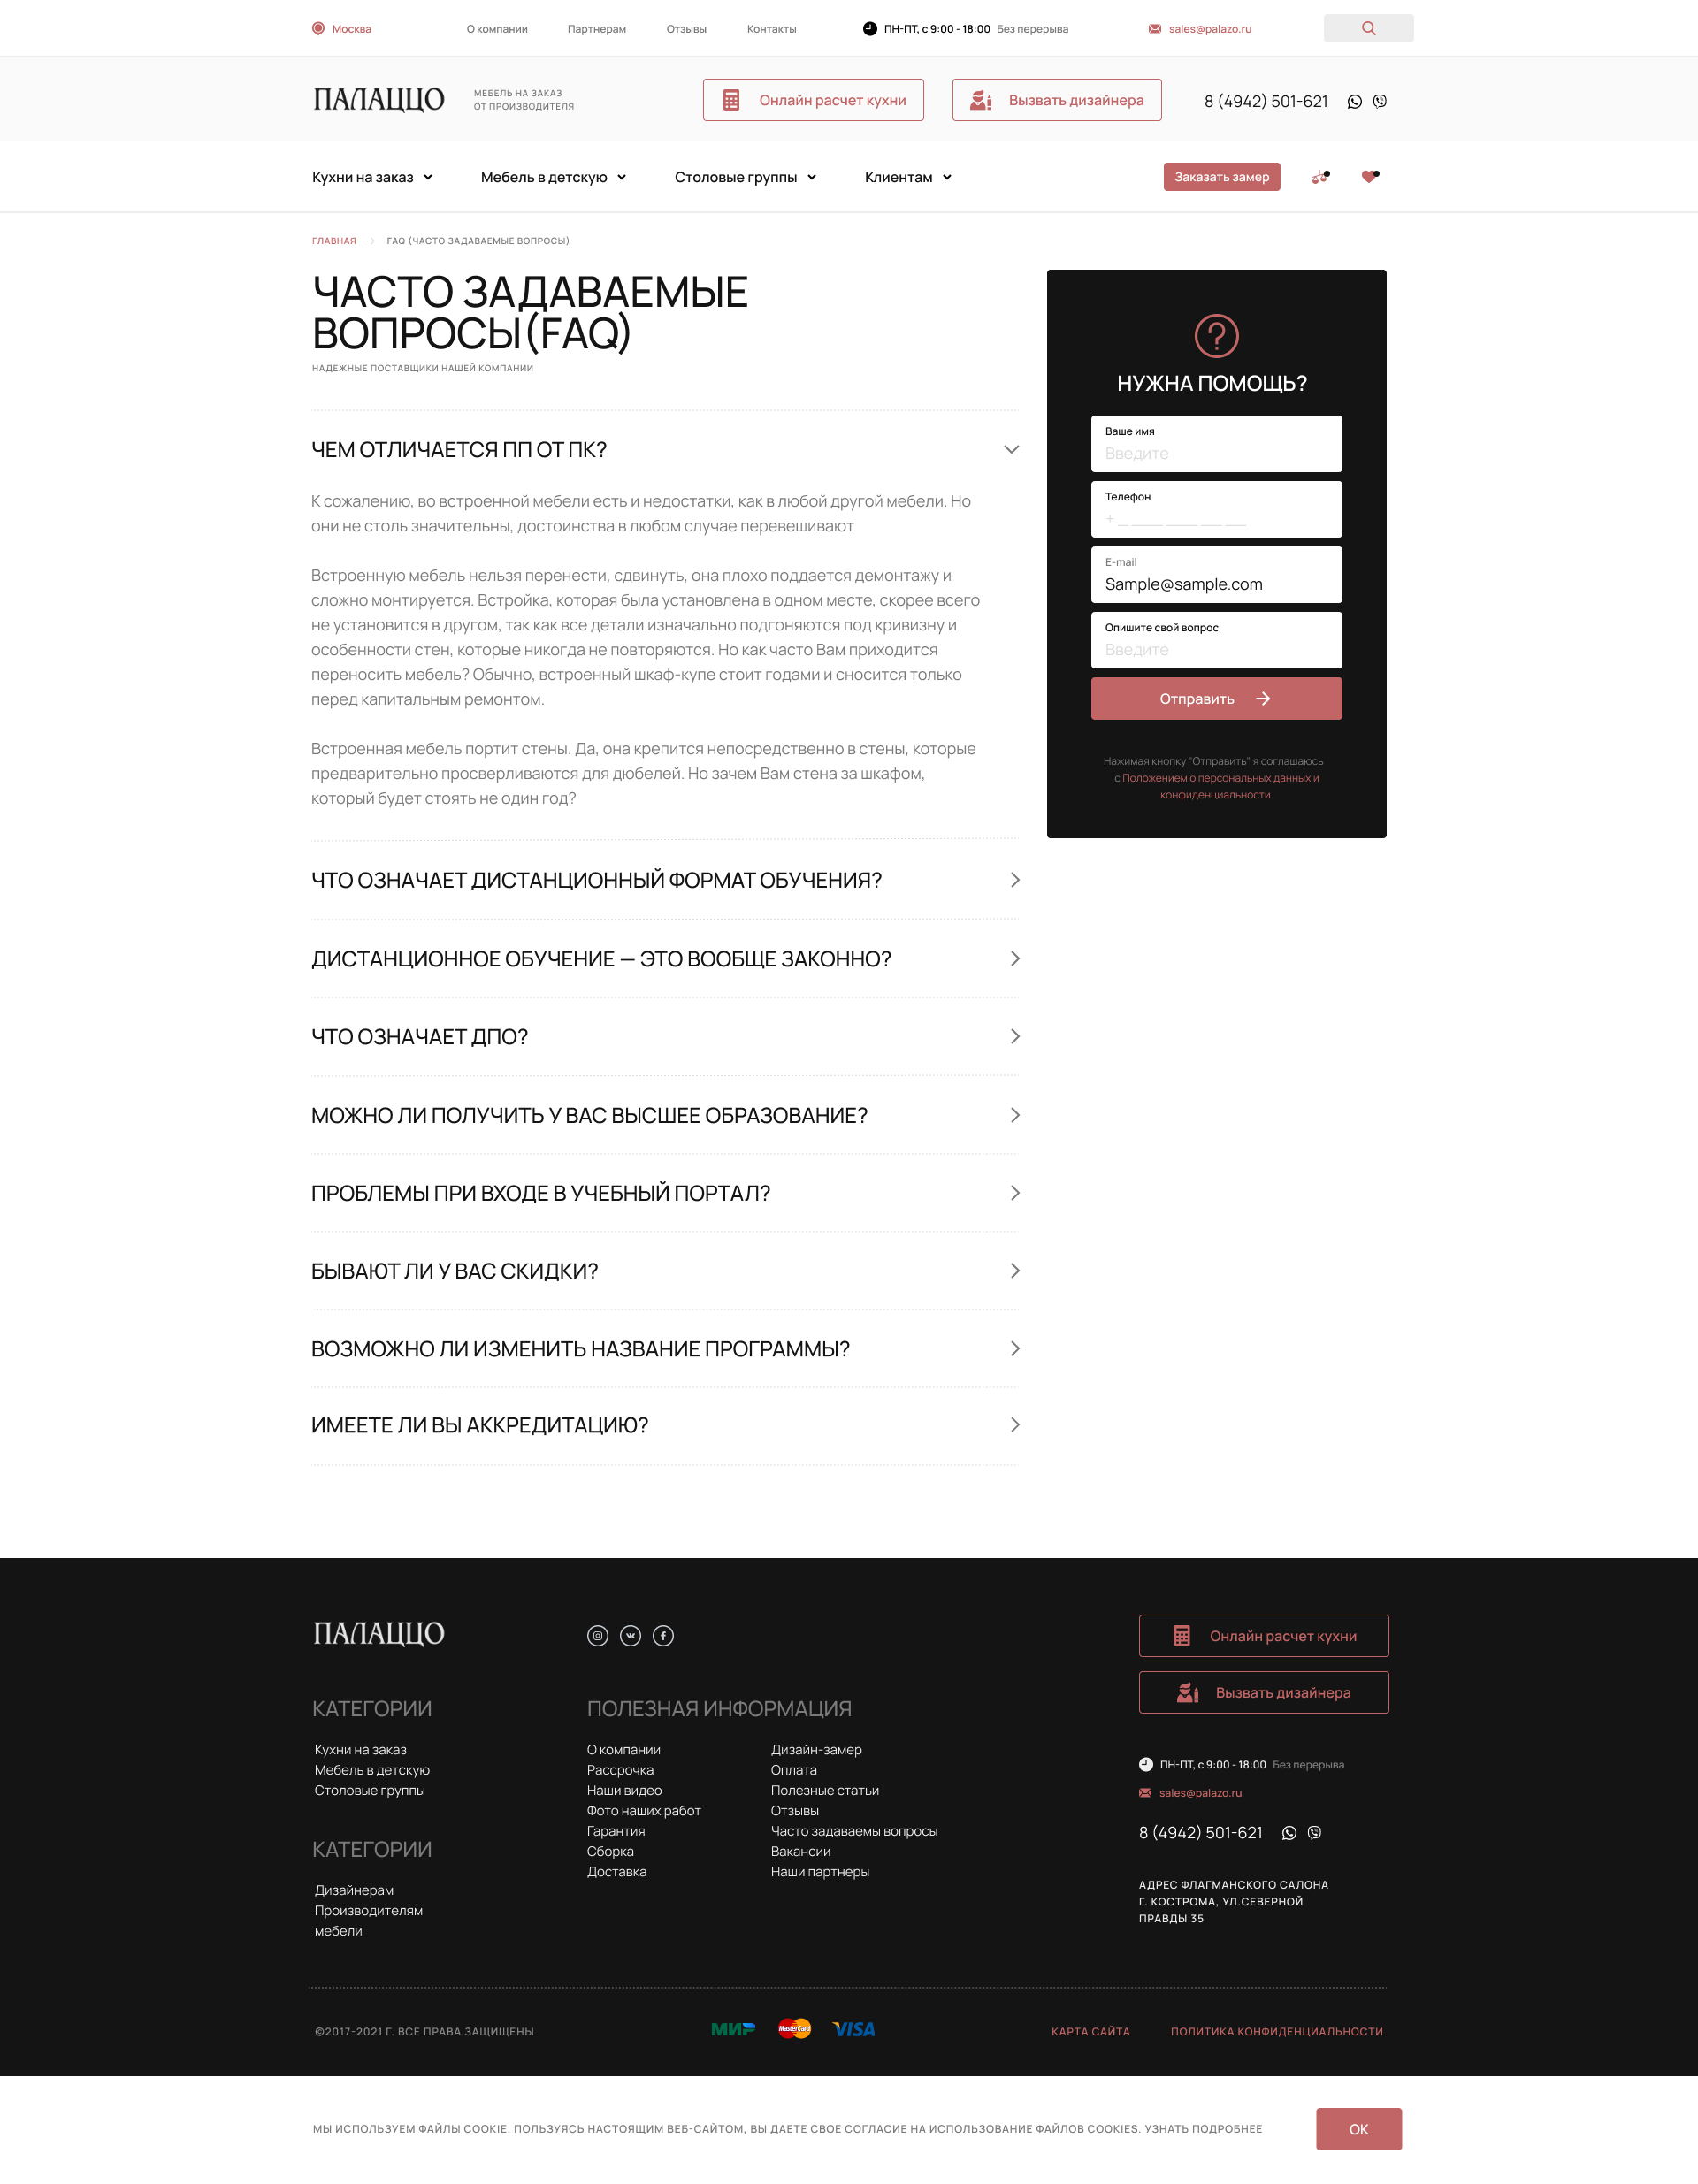 Москва
О компании
Партнерам
Отзывы
Контакты
ПН-ПТ, с 9:00 - 18:00 Без перерыва
sales@palazo.ru
ПАЛАЦЦО
МЕБЕЛЬ НА ЗАКАЗ
ОТ ПРОИЗВОДИТЕЛЯ
Онлайн расчет кухни
Вызвать дизайнера
8 (4942) 501-621
Кухни на заказ
Мебель в детскую
Столовые группы
Клиентам
Заказать замер
ГЛАВНАЯ
FAQ (ЧАСТО ЗАДАВАЕМЫЕ ВОПРОСЫ)
ЧАСТО ЗАДАВАЕМЫЕ
ВОПРОСЫ(FAQ)
НАДЕЖНЫЕ ПОСТАВЩИКИ НАШЕЙ КОМПАНИИ
ЧЕМ ОТЛИЧАЕТСЯ ПП ОТ ПК?
К сожалению, во встроенной мебели есть и недостатки, как в любой другой мебели. Но
они не столь значительны, достоинства в любом случае перевешивают
Встроенную мебель нельзя перенести, сдвинуть, она плохо поддается демонтажу и
сложно монтируется. Встройка, которая была установлена в одном месте, скорее всего
не установится в другом, так как все детали изначально подгоняются под кривизну и
особенности стен, которые никогда не повторяются. Но как часто Вам приходится
переносить мебель? Обычно, встроенный шкаф-купе стоит годами и сносится только
перед капитальным ремонтом.
Встроенная мебель портит стены. Да, она крепится непосредственно в стены, которые
предварительно просверливаются для дюбелей. Но зачем Вам стена за шкафом,
который будет стоять не один год?
ЧТО ОЗНАЧАЕТ ДИСТАНЦИОННЫЙ ФОРМАТ ОБУЧЕНИЯ?
ДИСТАНЦИОННОЕ ОБУЧЕНИЕ — ЭТО ВООБЩЕ ЗАКОННО?
ЧТО ОЗНАЧАЕТ ДПО?
МОЖНО ЛИ ПОЛУЧИТЬ У ВАС ВЫСШЕЕ ОБРАЗОВАНИЕ?
ПРОБЛЕМЫ ПРИ ВХОДЕ В УЧЕБНЫЙ ПОРТАЛ?
БЫВАЮТ ЛИ У ВАС СКИДКИ?
ВОЗМОЖНО ЛИ ИЗМЕНИТЬ НАЗВАНИЕ ПРОГРАММЫ?
ИМЕЕТЕ ЛИ ВЫ АККРЕДИТАЦИЮ?
НУЖНА ПОМОЩЬ?
Ваше имя
Введите
Телефон
+ _ ___ ___ __ __
E-mail
Sample@sample.com
Опишите свой вопрос
Введите
Отправить
Нажимая кнопку "Отправить" я соглашаюсь
с Положением о персональных данных и
конфиденциальности.
ПАЛАЦЦО
КАТЕГОРИИ
Кухни на заказ
Мебель в детскую
Столовые группы
КАТЕГОРИИ
Дизайнерам
Производителям
мебели
ПОЛЕЗНАЯ ИНФОРМАЦИЯ
О компании
Рассрочка
Наши видео
Фото наших работ
Гарантия
Сборка
Доставка
Дизайн-замер
Оплата
Полезные статьи
Отзывы
Часто задаваемы вопросы
Вакансии
Наши партнеры
Онлайн расчет кухни
Вызвать дизайнера
ПН-ПТ, с 9:00 - 18:00 Без перерыва
sales@palazo.ru
8 (4942) 501-621
АДРЕС ФЛАГМАНСКОГО САЛОНА
Г. КОСТРОМА, УЛ.СЕВЕРНОЙ
ПРАВДЫ 35
©2017-2021 Г. ВСЕ ПРАВА ЗАЩИЩЕНЫ
МИР
MasterCard
VISA
КАРТА САЙТА
ПОЛИТИКА КОНФИДЕНЦИАЛЬНОСТИ
МЫ ИСПОЛЬЗУЕМ ФАЙЛЫ COOKIE. ПОЛЬЗУЯСЬ НАСТОЯЩИМ ВЕБ-САЙТОМ, ВЫ ДАЕТЕ СВОЕ СОГЛАСИЕ НА ИСПОЛЬЗОВАНИЕ ФАЙЛОВ COOKIES. УЗНАТЬ ПОДРОБНЕЕ
ОК